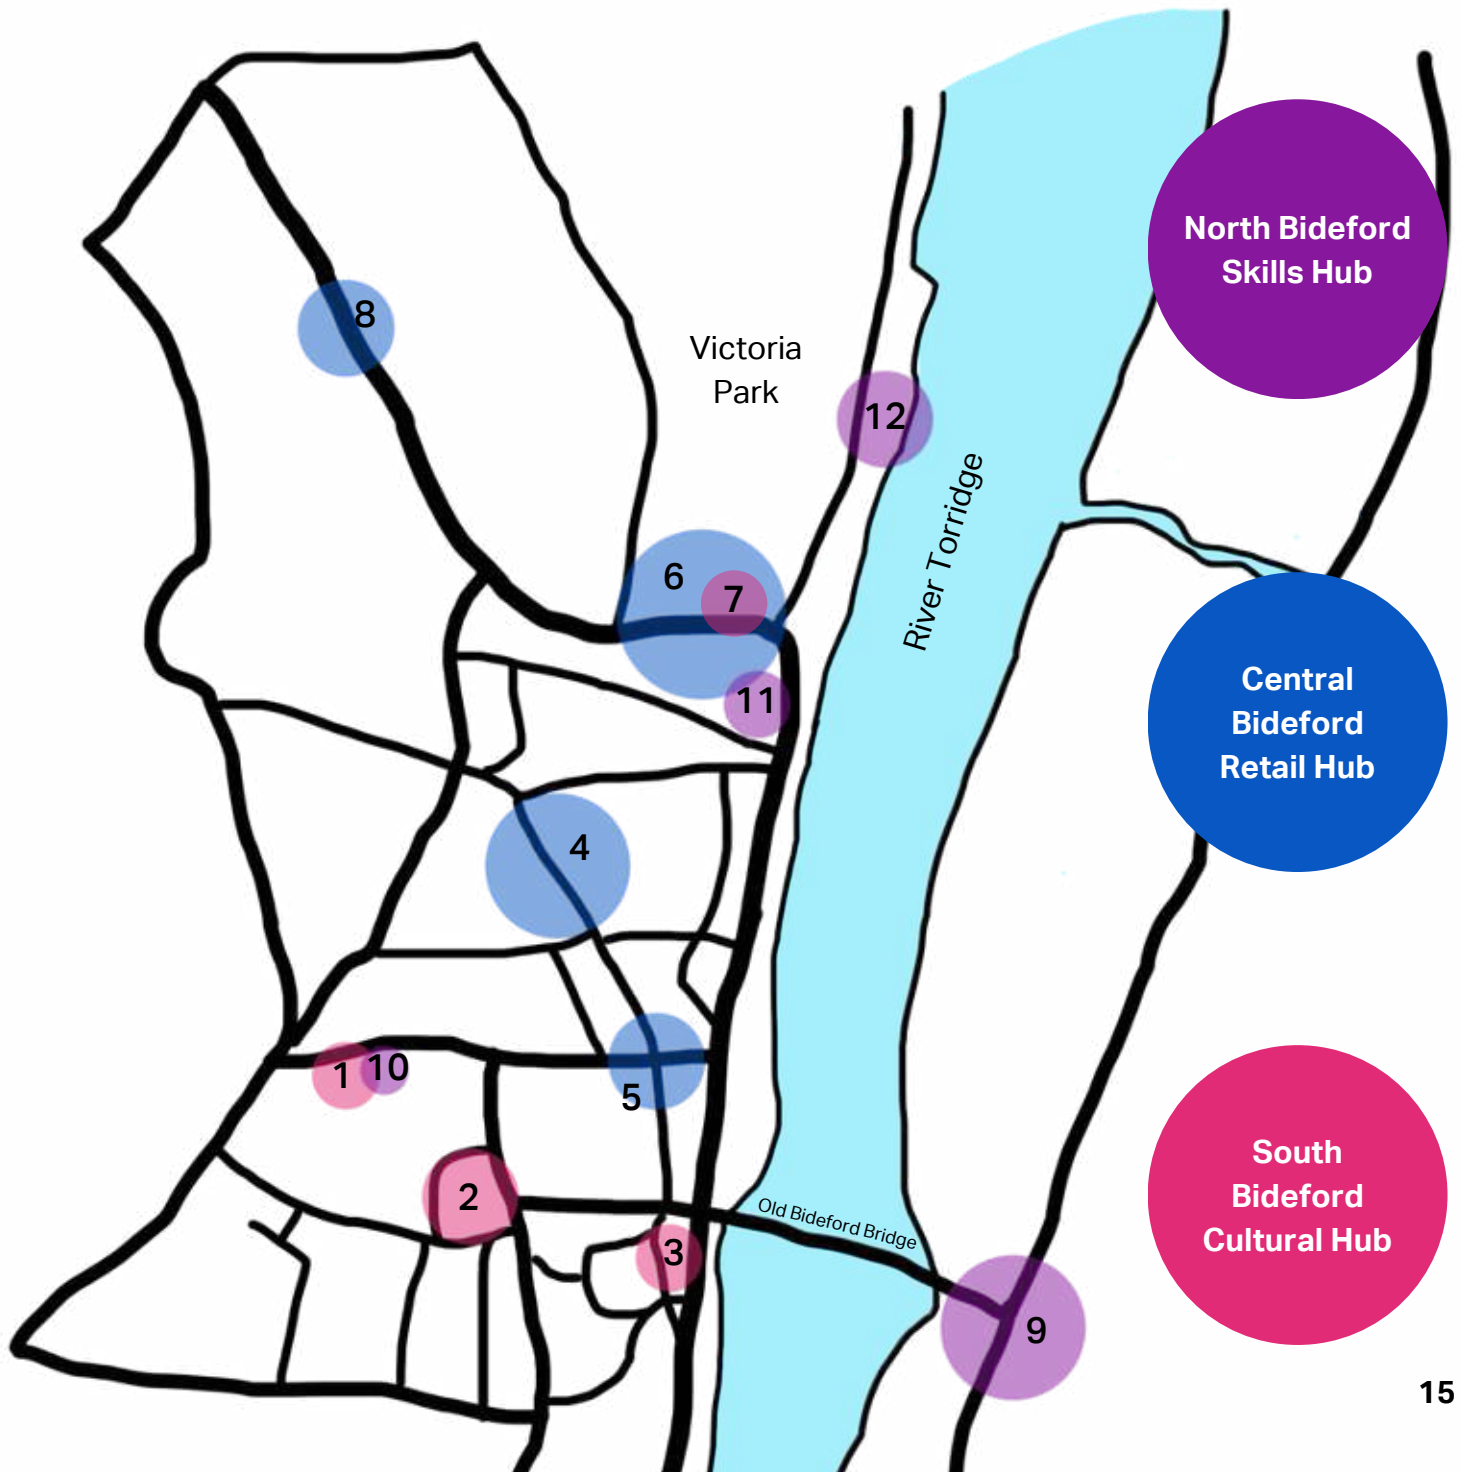 North Bideford
Skills Hub
8
Victoria
Park
12
River Torridge
6
7
11
Central
Bideford
Retail Hub
4
1
10
5
2
South
Bideford
Cultural Hub
Old Bideford Bridge
3
9
15